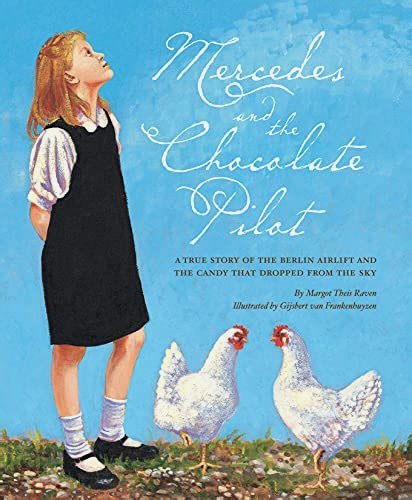 Mercedes
and the
Chocolate
Pilot
A TRUE STORY OF THE BERLIN AIRLIFT AND
THE CANDY THAT DROPPED FROM THE SKY
By Margot Theis Raven
Illustrated by Gijsbert van Frankenhuyzen